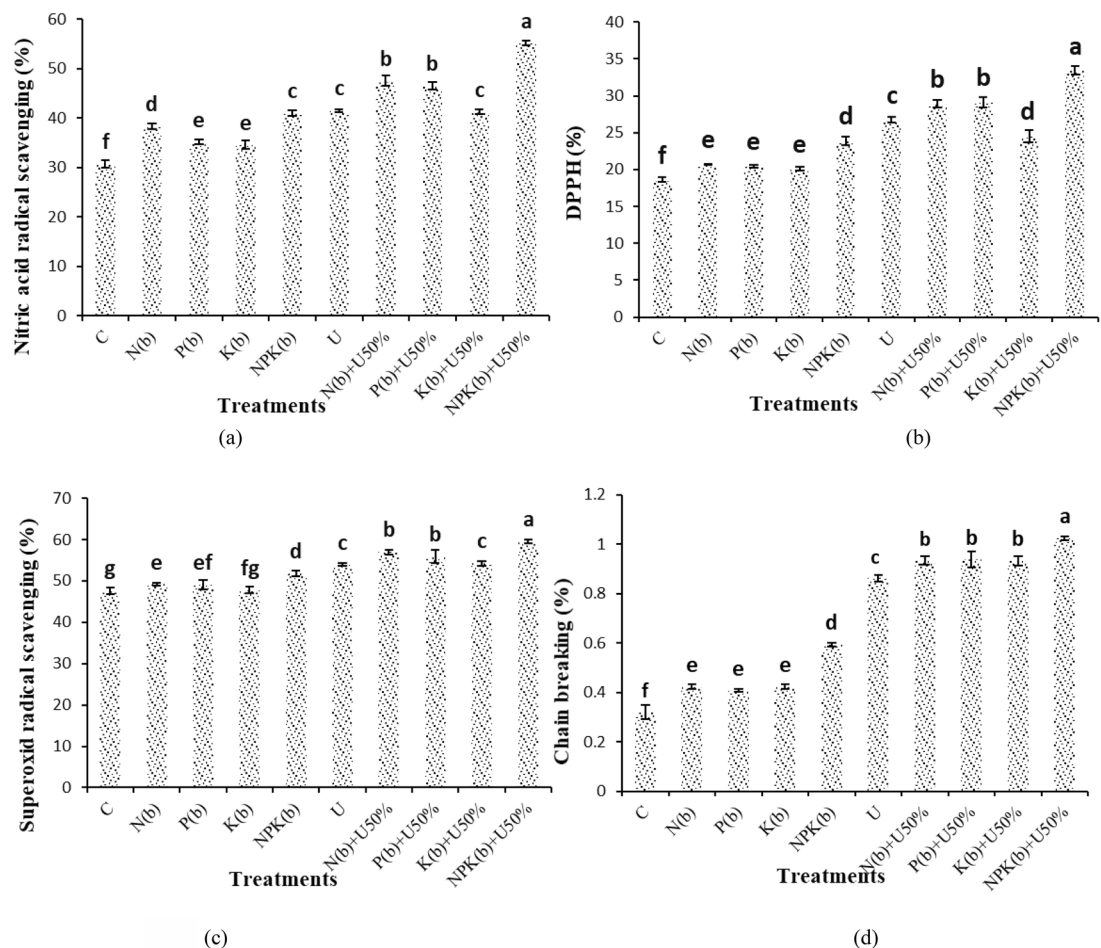 Nitric acid radical scavenging (%)
60
50
40
30
20
10
0
f
d
e
e
c
c
b
b
c
a
C
N(b)
P(b)
K(b)
NPK(b)
U
N(b)+U50%
P(b)+U50%
K(b)+U50%
NPK(b)+U50%
Treatments
(a)
DPPH (%)
40
35
30
25
20
15
10
5
0
f
e
e
e
d
c
b
b
d
a
C
N(b)
P(b)
K(b)
NPK(b)
U
N(b)+U50%
P(b)+U50%
K(b)+U50%
NPK(b)+U50%
Treatments
(b)
Superoxid radical scavenging (%)
70
60
50
40
30
20
10
0
g
e
ef
fg
d
c
b
b
c
a
C
N(b)
P(b)
K(b)
NPK(b)
U
N(b)+U50%
P(b)+U50%
K(b)+U50%
NPK(b)+U50%
Treatments
(c)
Chain breaking (%)
1.2
1
0.8
0.6
0.4
0.2
0
f
e
e
e
d
c
b
b
b
a
C
N(b)
P(b)
K(b)
NPK(b)
U
N(b)+U50%
P(b)+U50%
K(b)+U50%
NPK(b)+U50%
Treatments
(d)